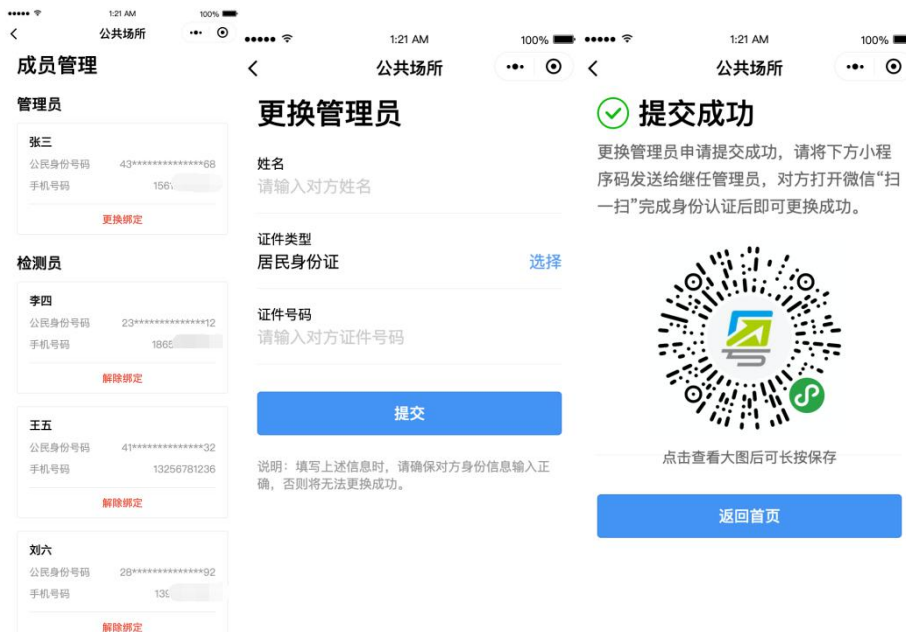 1:21 AM
100%
公共场所
成员管理
管理员
张三
公民身份号码 43**************68
手机号码 156
更换绑定
检测员
李四
公民身份号码 23**************12
手机号码 186
解除绑定
王五
公民身份号码 41**************32
手机号码 13256781236
解除绑定
刘六
公民身份号码 28**************92
手机号码 139
解除绑定
1:21 AM
100%
公共场所
更换管理员
姓名
请输入对方姓名
证件类型
居民身份证 选择
证件号码
请输入对方证件号码
提交
说明：填写上述信息时，请确保对方身份信息输入正
确，否则将无法更换成功。
1:21 AM
100%
公共场所
提交成功
更换管理员申请提交成功，请将下方小程
序码发送给继任管理员，对方打开微信“扫
一扫”完成身份认证后即可更换成功。
点击查看大图后可长按保存
返回首页